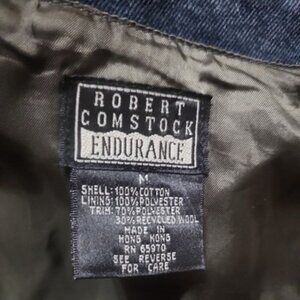 ROBERT
COMSTOCK
ENDURANCE
M
SHELL: 100% COTTON
LINING: 100% POLYESTER
TRIM: 70% POLYESTER
30% RECYCLED WOOL
MADE IN
HONG KONG
RN 65970
SEE REVERSE
FOR CARE